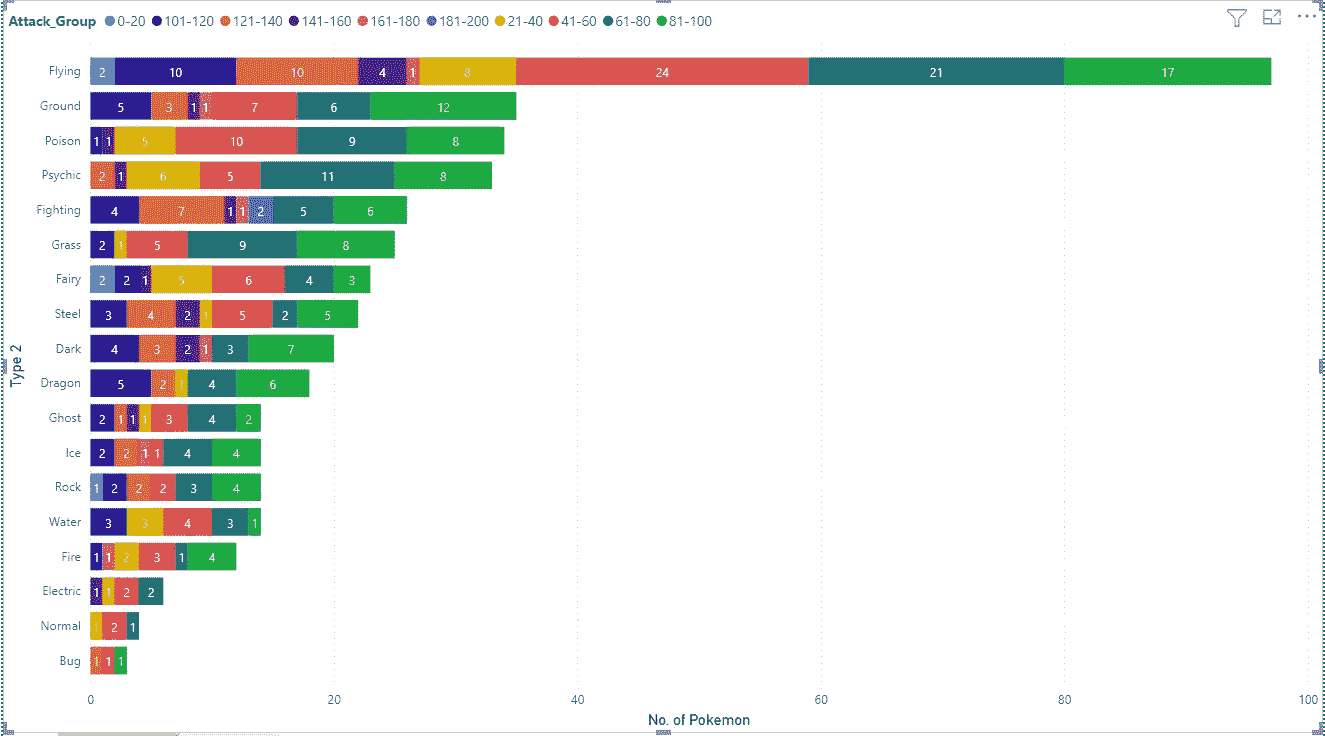 Attack_Group 0-20 101-120 121-140 141-160 161-180 181-200 21-40 41-60 61-80 81-100
Flying 2 10 10 4 1 8 24 21 17
Ground 5 3 1 1 7 6 12
Poison 1 1 5 10 9 8
Psychic 2 1 6 5 11 8
Fighting 4 7 1 1 2 5 6
Grass 2 1 5 9 8
Fairy 2 2 1 5 6 4 3
Steel 3 4 2 1 5 2 5
Dark 4 3 2 1 3 7
Dragon 5 2 1 4 6
Ghost 2 1 1 1 3 4 2
Ice 2 2 1 1 4 4
Rock 1 2 2 2 3 4
Water 3 3 4 3 1
Fire 1 1 2 3 1 4
Electric 1 1 2 2
Normal 2 1
Bug 1 1 1
Type 2
0 20 40 60 80 100
No. of Pokemon